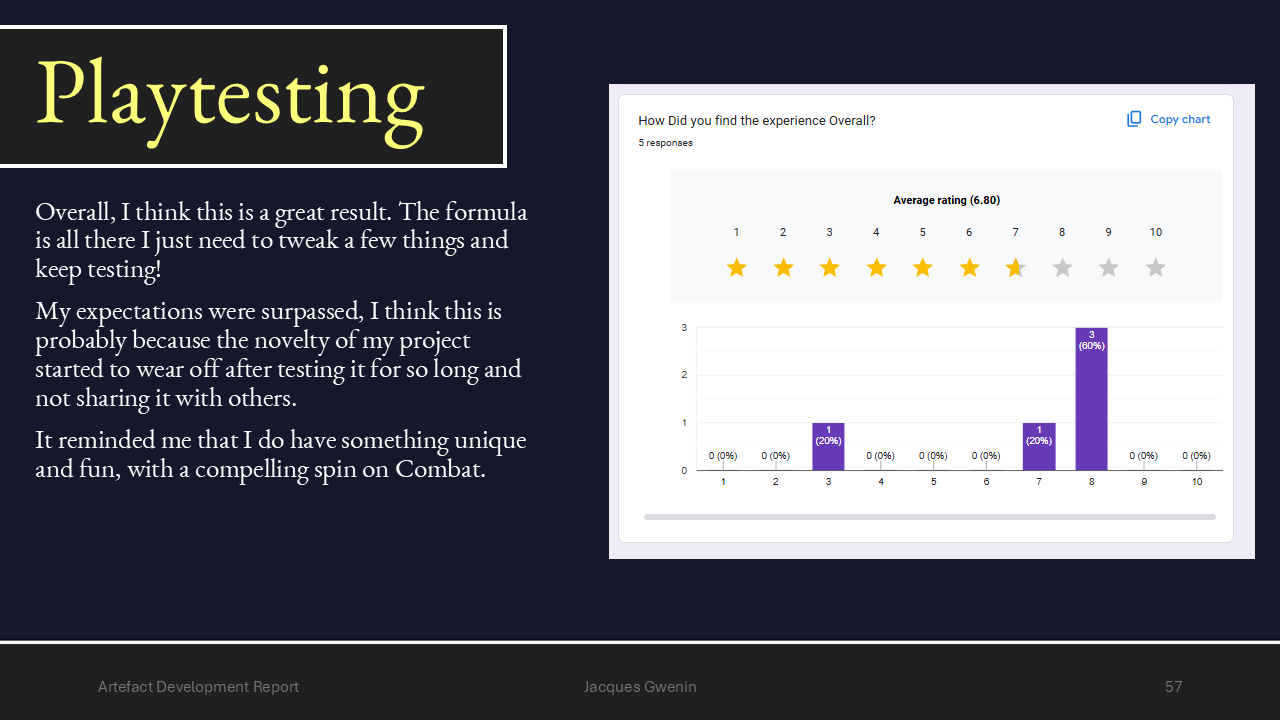 Playtesting
Overall, I think this is a great result. The formula
is all there I just need to tweak a few things and
keep testing!
My expectations were surpassed, I think this is
probably because the novelty of my project
started to wear off after testing it for so long and
not sharing it with others.
It reminded me that I do have something unique
and fun, with a compelling spin on Combat.
How Did you find the experience Overall?
Copy chart
5 responses
Average rating (6.80)
1 2 3 4 5 6 7 8 9 10
3
2
1
0
0 (0%) 0 (0%) 1 (20%) 0 (0%) 0 (0%) 0 (0%) 1 (20%) 3 (60%) 0 (0%) 0 (0%)
1 2 3 4 5 6 7 8 9 10
Artefact Development Report
Jacques Gwenin
57